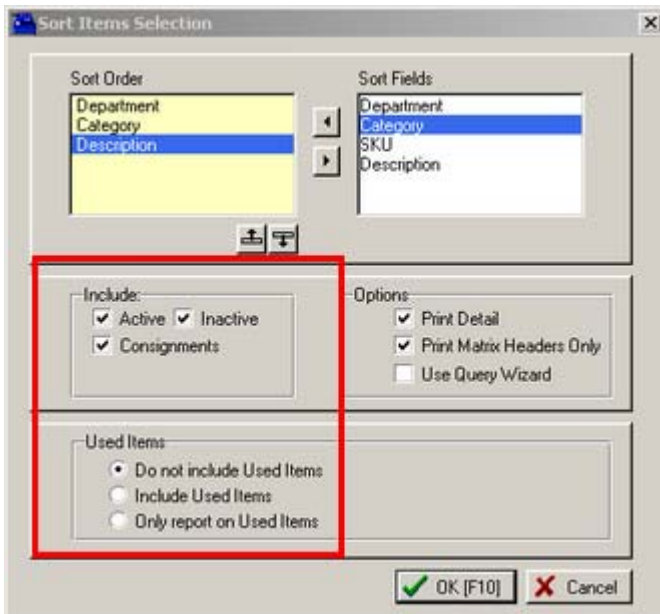 Sort Items Selection
Sort Order
Sort Fields
Department
Category
Description
Department
Category
SKU
Description
Include:
Active Inactive
Consignments
Options
Print Detail
Print Matrix Headers Only
Use Query Wizard
Used Items
Do not include Used Items
Include Used Items
Only report on Used Items
OK [F10] Cancel